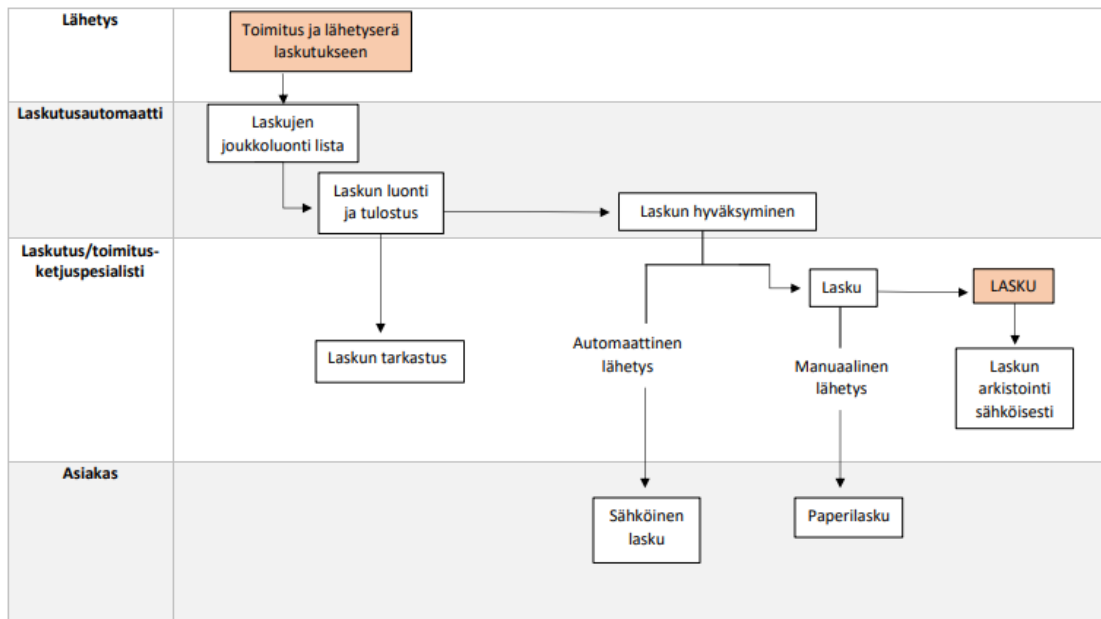 Lähetys
Toimitus ja lähetyserä
laskutukseen
Laskutusautomaatti
Laskujen
joukkoluonti lista
Laskun luonti
ja tulostus
Laskun hyväksyminen
Laskutus/toimitus-
ketjuspesialisti
Lasku
LASKU
Laskun tarkastus
Automaattinen
lähetys
Manuaalinen
lähetys
Laskun
arkistointi
sähköisesti
Asiakas
Sähköinen
lasku
Paperilasku